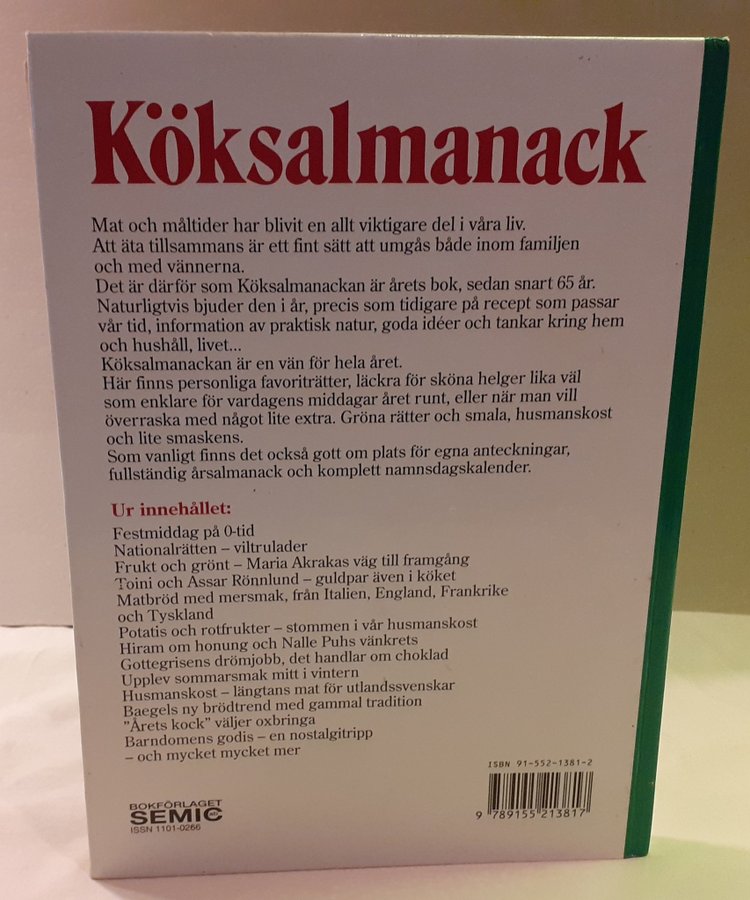 Köksalmanack
Mat och måltider har blivit en allt viktigare del i våra liv.
Att äta tillsammans är ett fint sätt att umgås både inom familjen
och med vännerna.
Det är därför som Köksalmanackan är årets bok, sedan snart 65 år.
Naturligtvis bjuder den i år, precis som tidigare på recept som passar
vår tid, information av praktisk natur, goda idéer och tankar kring hem
och hushåll, livet...
Köksalmanackan är en vän för hela året.
Här finns personliga favoriträtter, läckra för sköna helger lika väl
som enklare för vardagens middagar året runt, eller när man vill
överraska med något lite extra. Gröna rätter och smala, husmanskost
och lite smaskens.
Som vanligt finns det också gott om plats för egna anteckningar,
fullständig årsalmanack och komplett namnsdagskalender.
Ur innehållet:
Festmiddag på 0-tid
Nationalrätten – viltrulader
Frukt och grönt – Maria Akrakas väg till framgång
Toini och Assar Rönnlund – guldpar även i köket
Matbröd med mersmak, från Italien, England, Frankrike
och Tyskland
Potatis och rotfrukter – stommen i vår husmanskost
Hiram om honung och Nalle Puhs vänkrets
Gottegrisens drömjobb, det handlar om choklad
Upplev sommarsmak mitt i vintern
Husmanskost – längtans mat för utlandssvenskar
Baegels ny brödtrend med gammal tradition
”Årets kock” väljer oxbringa
Barndomens godis – en nostalgitripp
– och mycket mycket mer
ISBN 91-552-1381-2
9 789155 213817
BOKFÖRLAGET
SEMIC
ISSN 1101-0266